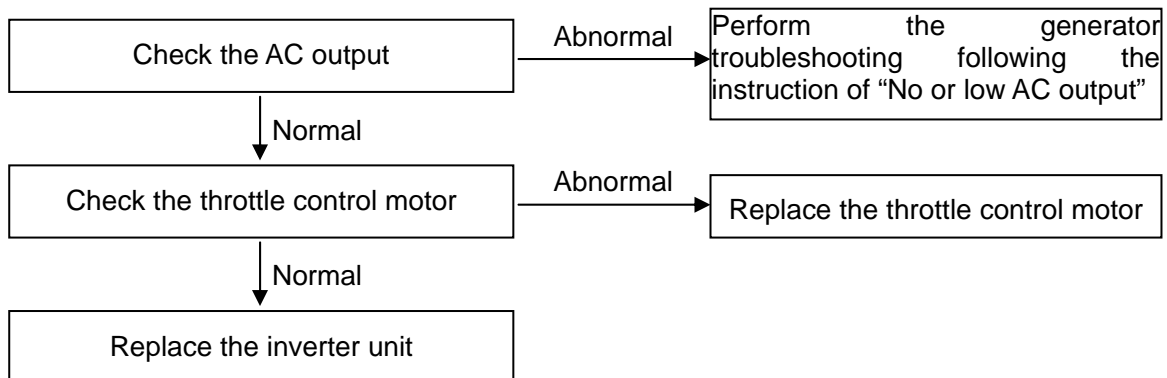 Check the AC output
Abnormal
Perform the generator
troubleshooting following the
instruction of “No or low AC output”
Normal
Check the throttle control motor
Abnormal
Replace the throttle control motor
Normal
Replace the inverter unit